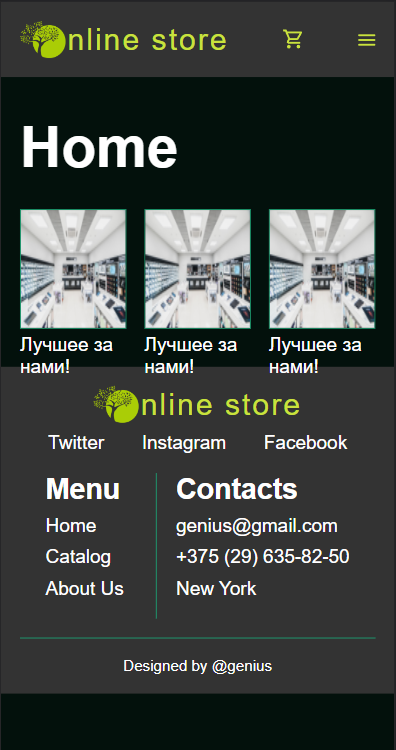 nline store
Home
Лучшее за Лучшее за Лучшее за
нами! нами! нами!
nline store
Twitter Instagram Facebook
Menu Contacts
Home genius@gmail.com
Catalog +375 (29) 635-82-50
About Us New York
Designed by @genius